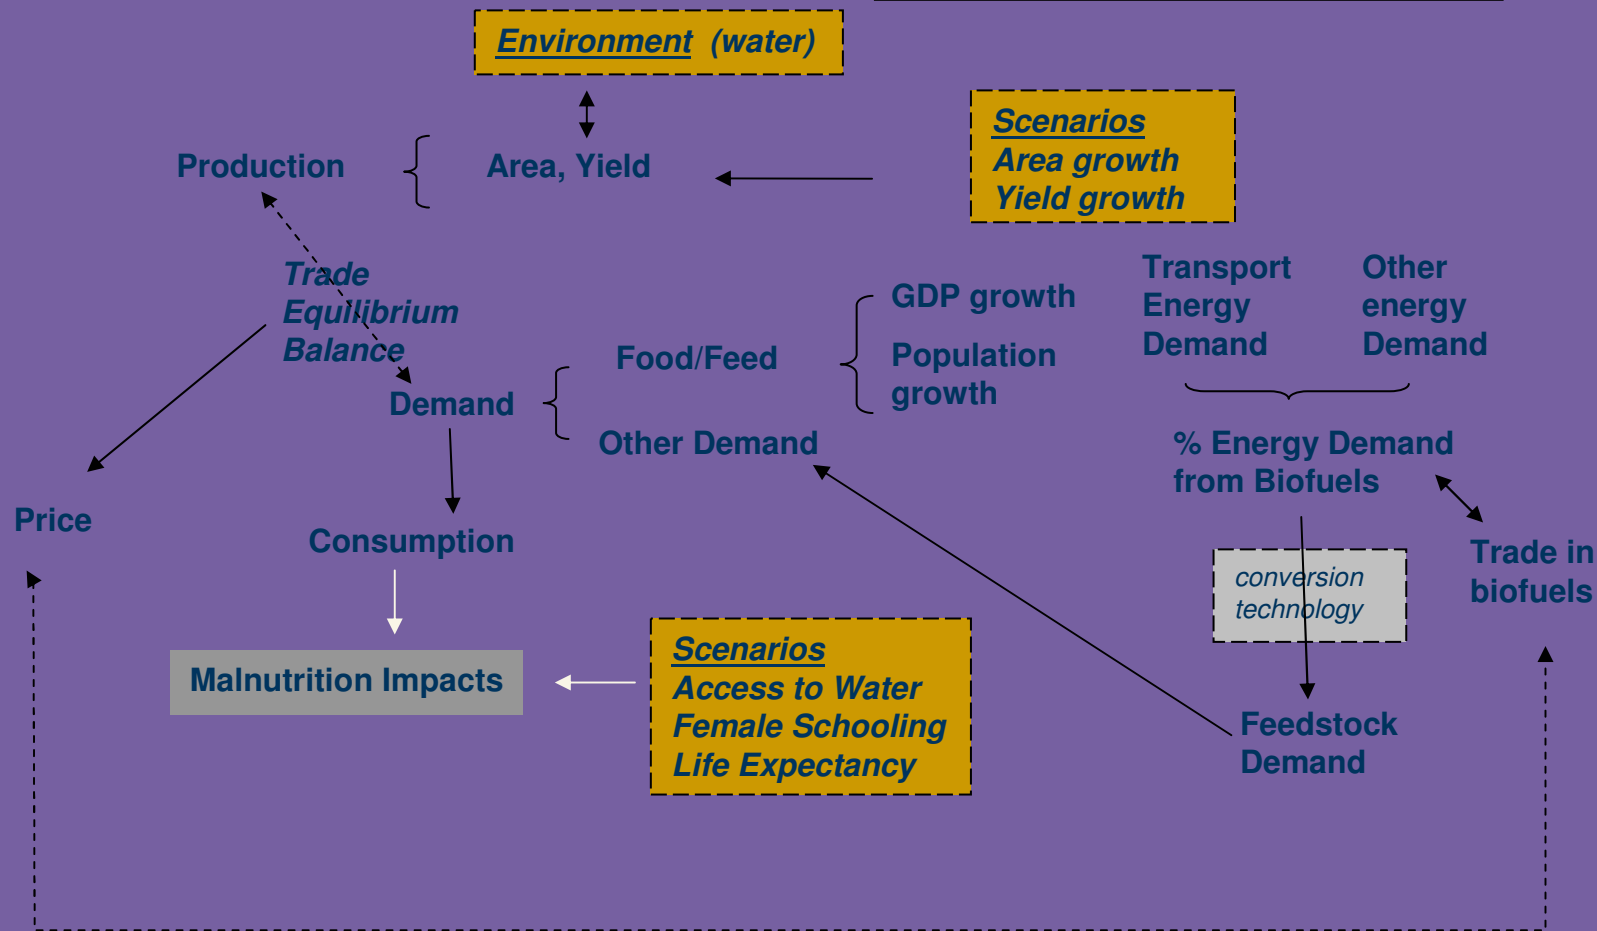 Environment (water)
Scenarios
Area growth
Yield growth
Production
Area, Yield
Trade
Equilibrium
Balance
Transport
Energy
Demand
Other
energy
Demand
GDP growth
Population
growth
Food/Feed
Demand
Other Demand
% Energy Demand
from Biofuels
Price
Consumption
Trade in
biofuels
conversion
technology
Malnutrition Impacts
Scenarios
Access to Water
Female Schooling
Life Expectancy
Feedstock
Demand